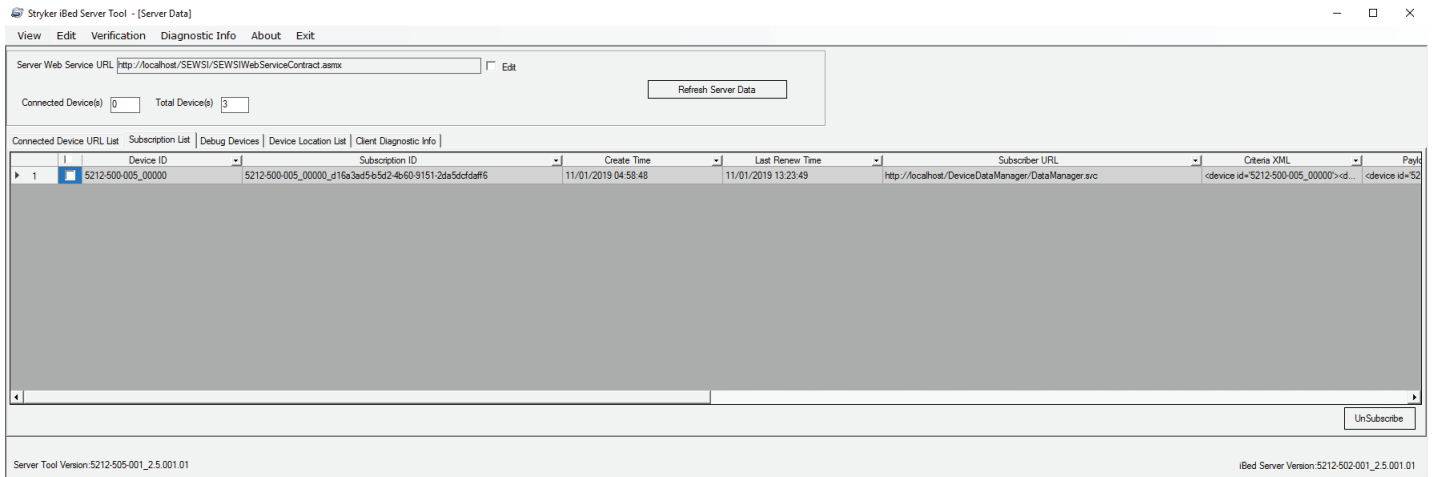 Stryker iBed Server Tool - [Server Data]
View Edit Verification Diagnostic Info About Exit
Server Web Service URL http://localhost/SEWSI/SEWSIWebServiceContract.asmx Edit
Refresh Server Data
Connected Device(s) 0 Total Device(s) 3
Connected Device URL List Subscription List Debug Devices Device Location List Client Diagnostic Info
Device ID Subscription ID Create Time Last Renew Time Subscriber URL Criteria XML Paylo
1 5212-500-005_00000 5212-500-005_00000_d16a3ad5-b5d2-4b60-9151-2da5dcfdaff6 11/01/2019 04:58:48 11/01/2019 13:23:49 http://localhost/DeviceDataManager/DataManager.svc <device id='5212-500-005_00000'><d... <device id='52
UnSubscribe
Server Tool Version:5212-505-001_2.5.001.01 iBed Server Version:5212-502-001_2.5.001.01